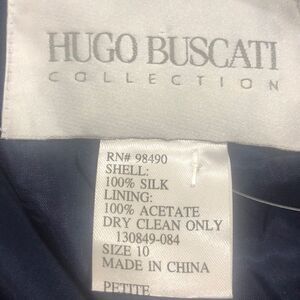 HUGO BUSCATI
COLLECTION
RN# 98490
SHELL:
100% SILK
LINING:
100% ACETATE
DRY CLEAN ONLY
130849-084
SIZE 10
MADE IN CHINA
PETITE